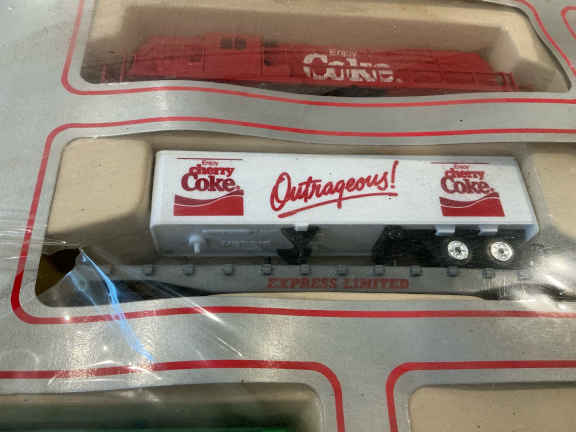 Enjoy
Coke
Enjoy
cherry
Coke.
Outrageous!
Enjoy
cherry
Coke.
EXPRESS LIMITED